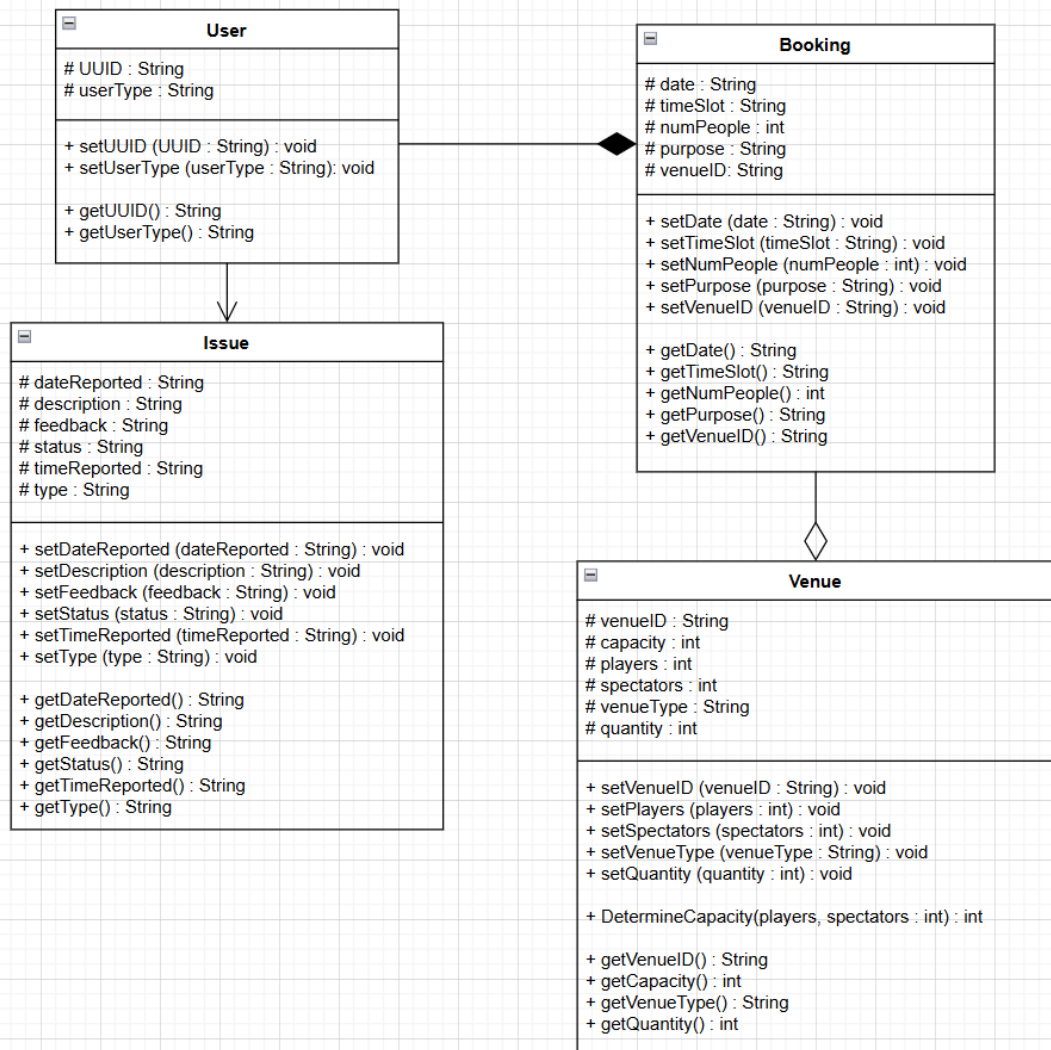 User
# UUID : String
# userType : String
+ setUUID (UUID : String) : void
+ setUserType (userType : String): void
+ getUUID() : String
+ getUserType() : String
Booking
# date : String
# timeSlot : String
# numPeople : int
# purpose : String
# venueID: String
+ setDate (date : String) : void
+ setTimeSlot (timeSlot : String) : void
+ setNumPeople (numPeople : int) : void
+ setPurpose (purpose : String) : void
+ setVenueID (venueID : String) : void
+ getDate() : String
+ getTimeSlot() : String
+ getNumPeople() : int
+ getPurpose() : String
+ getVenueID() : String
Issue
# dateReported : String
# description : String
# feedback : String
# status : String
# timeReported : String
# type : String
+ setDateReported (dateReported : String) : void
+ setDescription (description : String) : void
+ setFeedback (feedback : String) : void
+ setStatus (status : String) : void
+ setTimeReported (timeReported : String) : void
+ setType (type : String) : void
+ getDateReported() : String
+ getDescription() : String
+ getFeedback() : String
+ getStatus() : String
+ getTimeReported() : String
+ getType() : String
Venue
# venueID : String
# capacity : int
# players : int
# spectators : int
# venueType : String
# quantity : int
+ setVenueID (venueID : String) : void
+ setPlayers (players : int) : void
+ setSpectators (spectators : int) : void
+ setVenueType (venueType : String) : void
+ setQuantity (quantity : int) : void
+ DetermineCapacity(players, spectators : int) : int
+ getVenueID() : String
+ getCapacity() : int
+ getVenueType() : String
+ getQuantity() : int